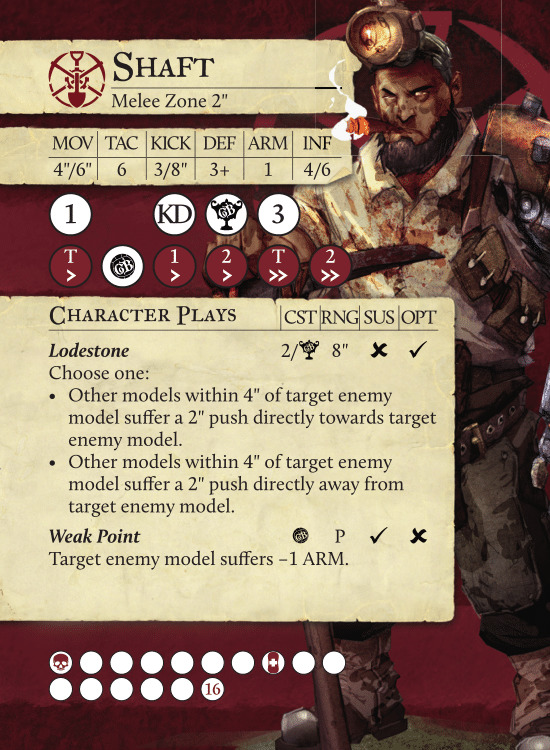 SHAFT
Melee Zone 2"
MOV TAC KICK DEF ARM INF
4"/6" 6 3/8" 3+ 1 4/6
1 KD GB 3
T > GB 1 > 2 > T >> 2 >>
CHARACTER PLAYS CST RNG SUS OPT
Lodestone 2/GB 8" ✘ ✓
Choose one:
• Other models within 4" of target enemy
model suffer a 2" push directly towards target
enemy model.
• Other models within 4" of target enemy
model suffer a 2" push directly away from
target enemy model.
Weak Point GB P ✓ ✘
Target enemy model suffers –1 ARM.
16